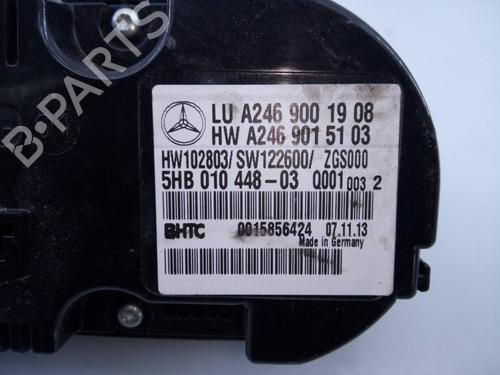 B-PARTS
LU A246 900 19 08
HW A246 901 51 03
HW102803/SW122600/ ZGS000
5HB 010 448-03 Q001 003 2
BHTC 0015856424 07.11.13
Made in Germany